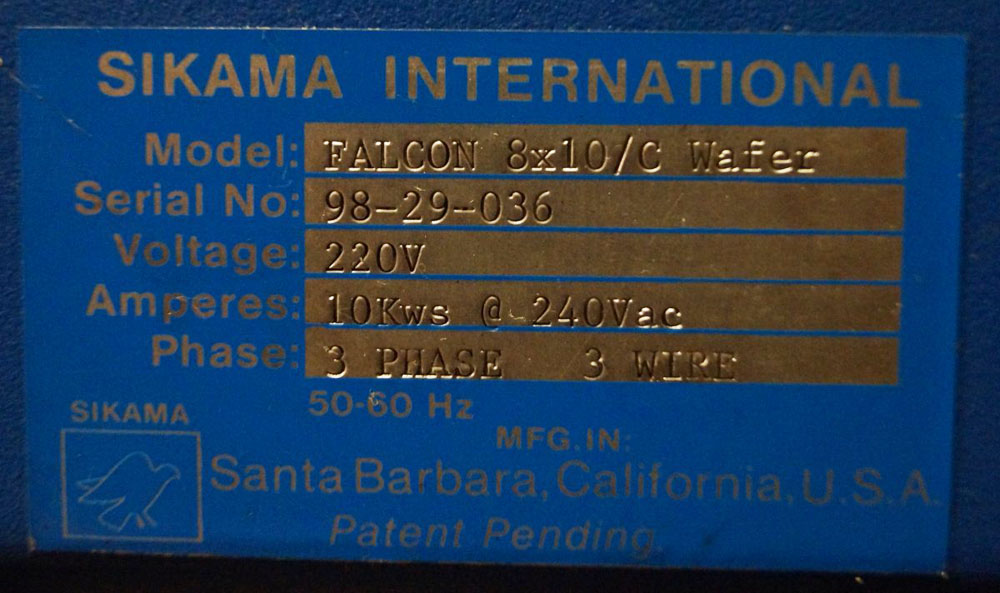 SIKAMA INTERNATIONAL
Model: FALCON 8x10/C Wafer
Serial No: 98-29-036
Voltage: 220V
Amperes: 10Kws @ 240Vac
Phase: 3 PHASE 3 WIRE
50-60 Hz
SIKAMA
MFG.IN:
Santa Barbara, California, U.S.A.
Patent Pending.